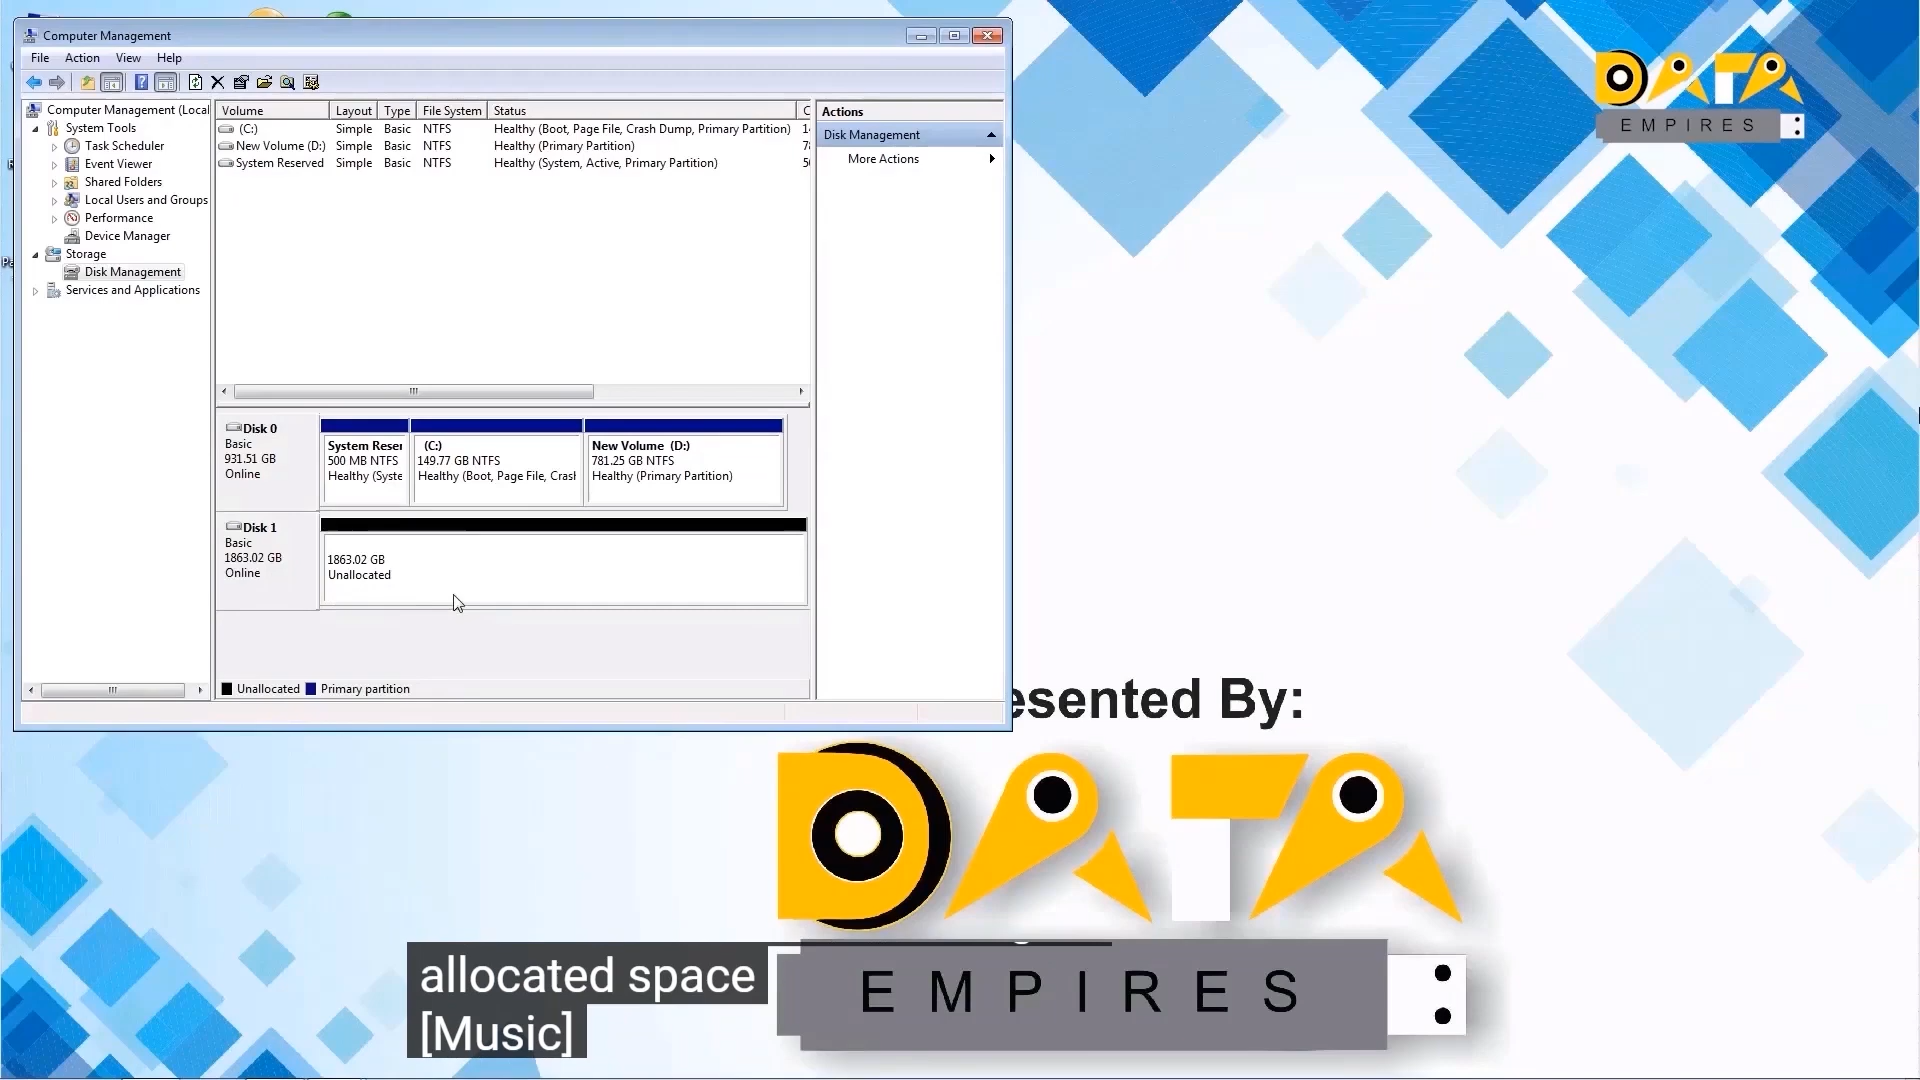 Computer Management
File Action View Help
Computer Management (Local
System Tools
Task Scheduler
Event Viewer
Shared Folders
Local Users and Groups
Performance
Device Manager
Storage
Disk Management
Services and Applications
Volume Layout Type File System Status C
(C:) Simple Basic NTFS Healthy (Boot, Page File, Crash Dump, Primary Partition)
New Volume (D:) Simple Basic NTFS Healthy (Primary Partition)
System Reserved Simple Basic NTFS Healthy (System, Active, Primary Partition)
Actions
Disk Management
More Actions
Disk 0
Basic
931.51 GB
Online
System Reser
500 MB NTFS
Healthy (Syste
(C:)
149.77 GB NTFS
Healthy (Boot, Page File, Crash
New Volume (D:)
781.25 GB NTFS
Healthy (Primary Partition)
Disk 1
Basic
1863.02 GB
Online
1863.02 GB
Unallocated
Unallocated Primary partition
DATA
EMPIRES
esented By:
DATA
EMPIRES
allocated space
[Music]